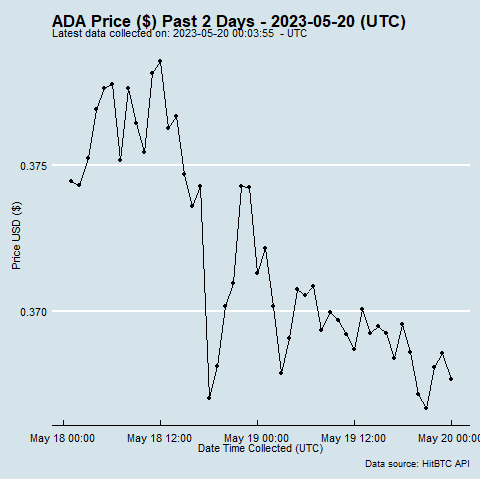 ADA Price ($) Past 2 Days - 2023-05-20 (UTC)
Latest data collected on: 2023-05-20 00:03:55 - UTC
0.375
Price USD ($)
0.370
May 18 00:00 May 18 12:00 May 19 00:00 May 19 12:00 May 20 00:00
Date Time Collected (UTC)
Data source: HitBTC API